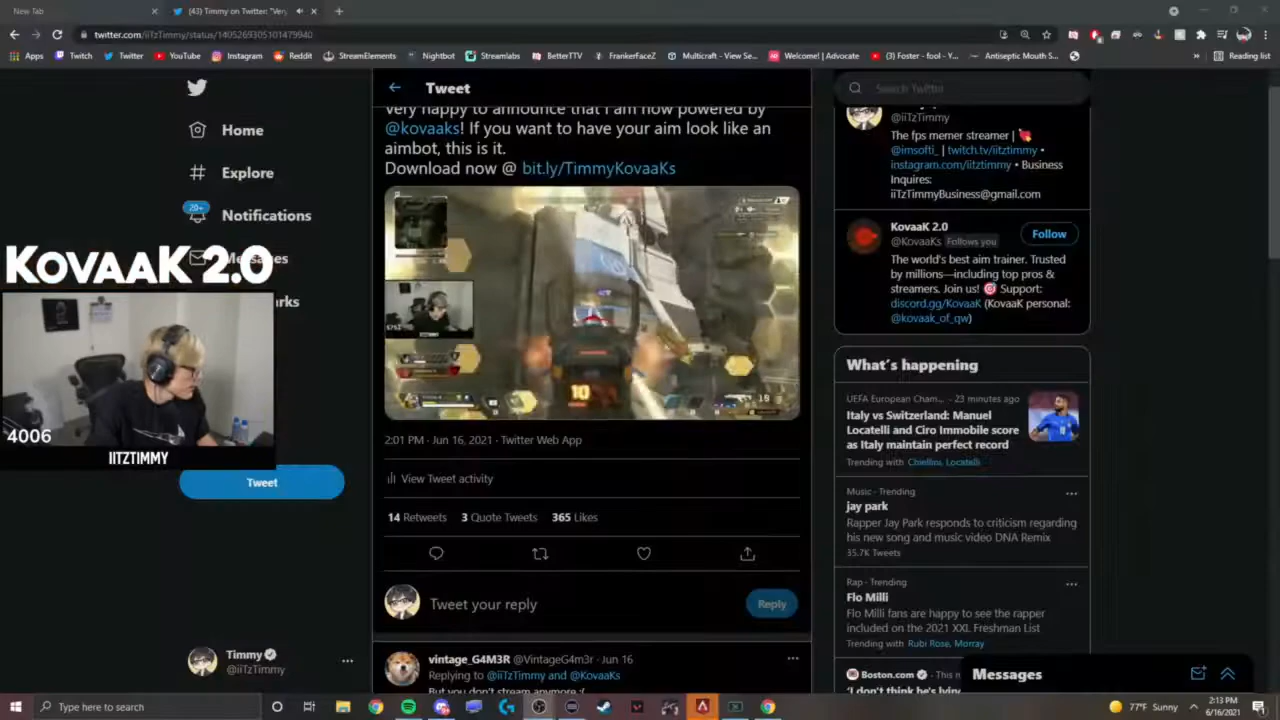 New Tab
(43) Timmy on Twitter: "Very
twitter.com/iiTzTimmy/status/1405269305101479940
Apps
Twitch
Twitter
YouTube
Instagram
Reddit
StreamElements
Nightbot
Streamlabs
BetterTTV
FrankerFaceZ
Multicraft - View Se...
Welcome! | Advocate
(3) Foster - fool - Y...
Antiseptic Mouth S...
Reading list
Home
Explore
20+
Notifications
Messages
KOVAAK 2.0
4006
IITZTIMMY
Tweet
Timmy
@iiTzTimmy
Tweet
Very happy to announce that I am now powered by
@kovaaks! If you want to have your aim look like an
aimbot, this is it.
Download now @ bit.ly/TimmyKovaaKs
10
2:01 PM · Jun 16, 2021 · Twitter Web App
View Tweet activity
14 Retweets 3 Quote Tweets 365 Likes
Tweet your reply
Reply
vintage_G4M3R @VintageG4m3r · Jun 16
Replying to @iiTzTimmy and @KovaaKs
But you don't stream anymore :(
Search Twitter
@iiTzTimmy
The fps memer streamer |
@imsofti_ | twitch.tv/iitztimmy •
instagram.com/iitztimmy • Business
Inquires:
iiTzTimmyBusiness@gmail.com
KovaaK 2.0
@KovaaKs Follows you
Follow
The world's best aim trainer. Trusted
by millions—including top pros &
streamers. Join us! Support:
discord.gg/KovaaK (KovaaK personal:
@kovaak_of_qw)
What's happening
UEFA European Cham... · 23 minutes ago
Italy vs Switzerland: Manuel
Locatelli and Ciro Immobile score
as Italy maintain perfect record
Trending with Chiellini, Locatelli
Music · Trending
jay park
Rapper Jay Park responds to criticism regarding
his new song and music video DNA Remix
35.7K Tweets
Rap · Trending
Flo Milli
Flo Milli fans are happy to see the rapper
included on the 2021 XXL Freshman List
Trending with Rubi Rose, Morray
Boston.com · This n
'I don't think he's lying
Messages
Type here to search
77°F Sunny
2:13 PM
6/16/2021